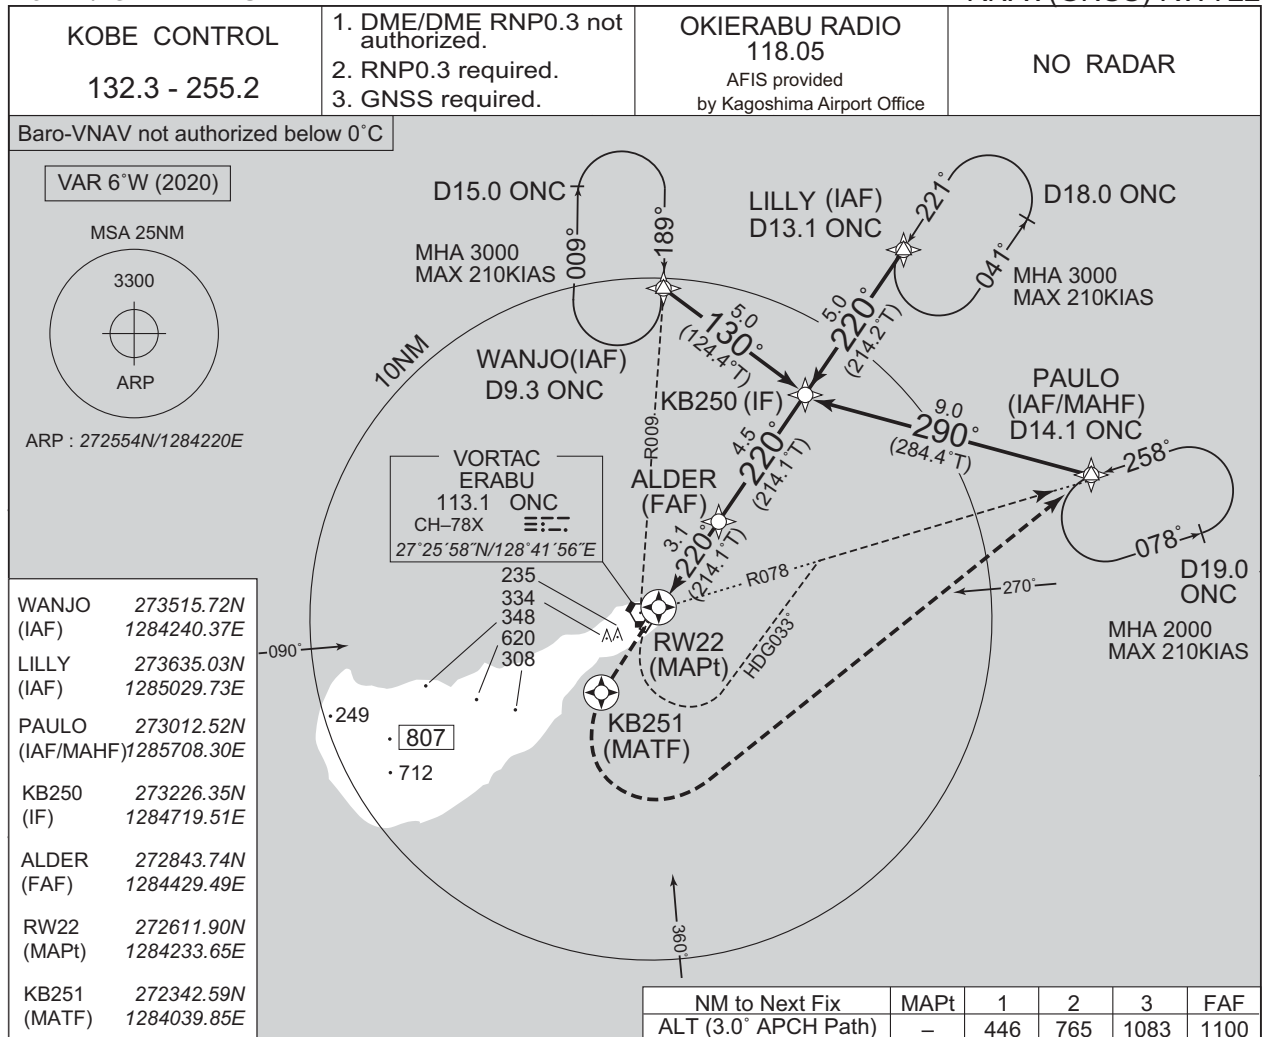 KOBE CONTROL
132.3 - 255.2
1. DME/DME RNP0.3 not
authorized.
2. RNP0.3 required.
3. GNSS required.
OKIERABU RADIO
118.05
AFIS provided
by Kagoshima Airport Office
NO RADAR
Baro-VNAV not authorized below 0˚C
VAR 6˚W (2020)
MSA 25NM
3300
ARP
ARP : 272554N/1284220E
D15.0 ONC
009°
189°
MHA 3000
MAX 210KIAS
WANJO(IAF)
D9.3 ONC
LILLY (IAF)
D13.1 ONC
221°
041°
D18.0 ONC
MHA 3000
MAX 210KIAS
5.0
130°
(124.4˚T)
5.0
220°
(214.2˚T)
10NM
KB250 (IF)
PAULO
(IAF/MAHF)
D14.1 ONC
9.0
290°
(284.4˚T)
258°
078°
D19.0
ONC
MHA 2000
MAX 210KIAS
R009
4.5
220°
(214.1˚T)
ALDER
(FAF)
VORTAC
ERABU
113.1 ONC
CH–78X
27°25´58˝N/128°41´56˝E
3.1
220°
(214.1˚T)
R078
270°
235
334
348
620
308
RW22
(MAPt)
HDG033°
090°
KB251
(MATF)
249
807
712
360°
WANJO 273515.72N
(IAF) 1284240.37E
LILLY 273635.03N
(IAF) 1285029.73E
PAULO 273012.52N
(IAF/MAHF) 1285708.30E
KB250 273226.35N
(IF) 1284719.51E
ALDER 272843.74N
(FAF) 1284429.49E
RW22 272611.90N
(MAPt) 1284233.65E
KB251 272342.59N
(MATF) 1284039.85E
NM to Next Fix MAPt 1 2 3 FAF
ALT (3.0˚ APCH Path) – 446 765 1083 1100